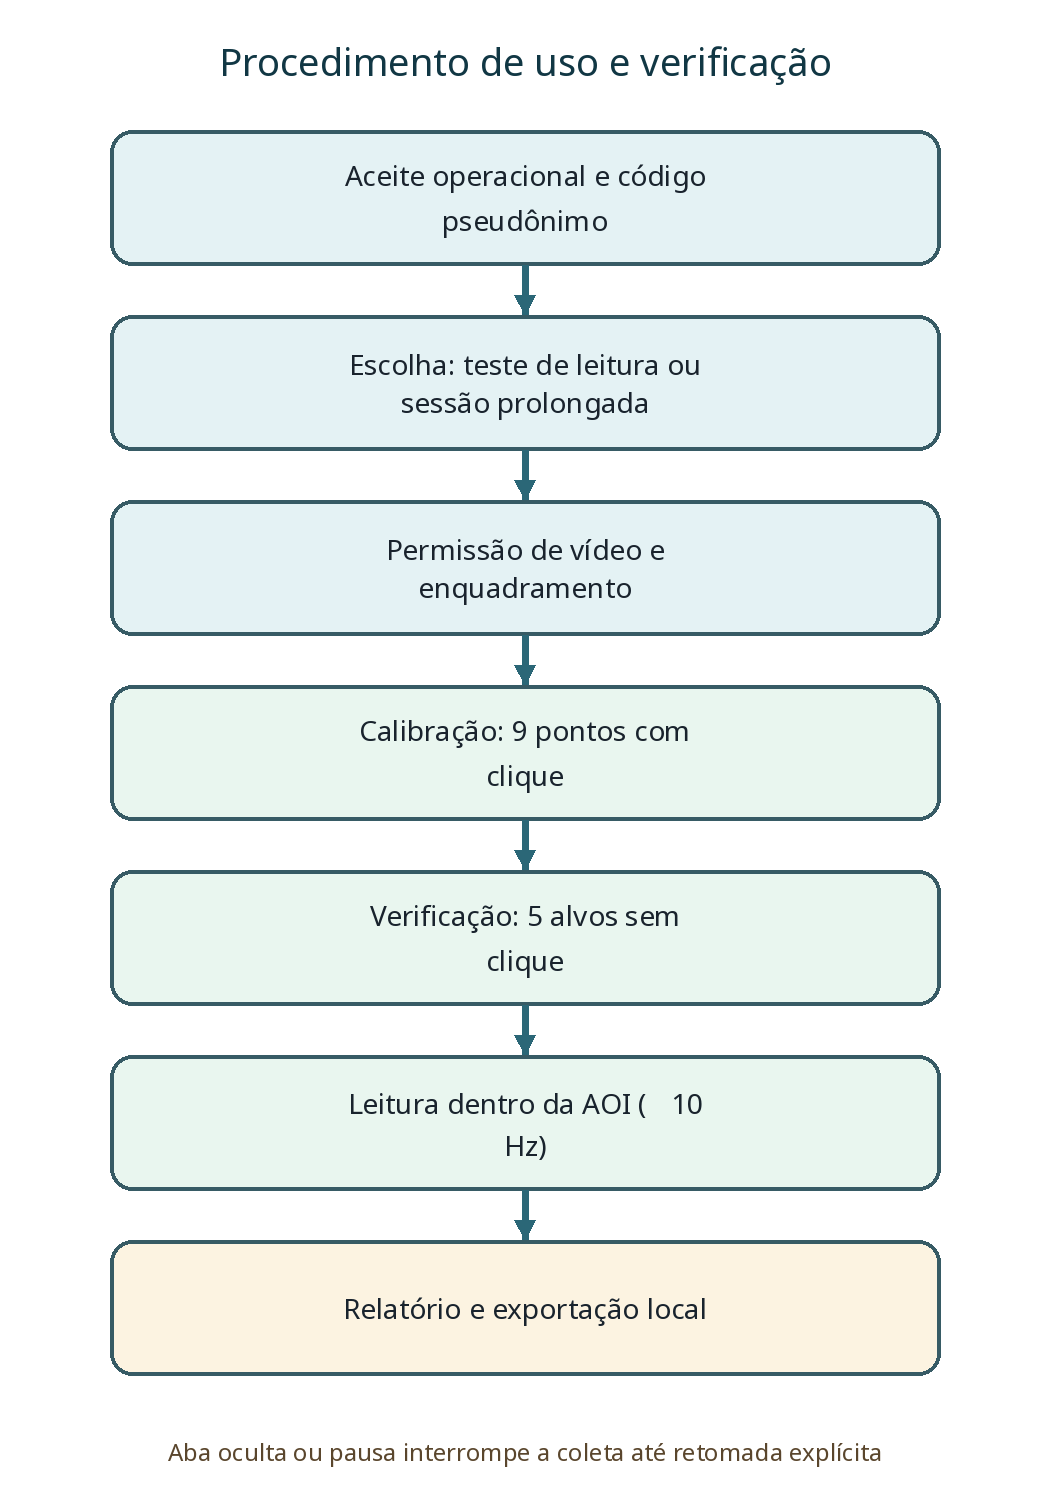 Procedimento de uso e verificação
Aceite operacional e código
pseudônimo
Escolha: teste de leitura ou
sessão prolongada
Permissão de vídeo e
enquadramento
Calibração: 9 pontos com
clique
Verificação: 5 alvos sem
clique
Leitura dentro da AOI ( 10
Hz)
Relatório e exportação local
Aba oculta ou pausa interrompe a coleta até retomada explícita